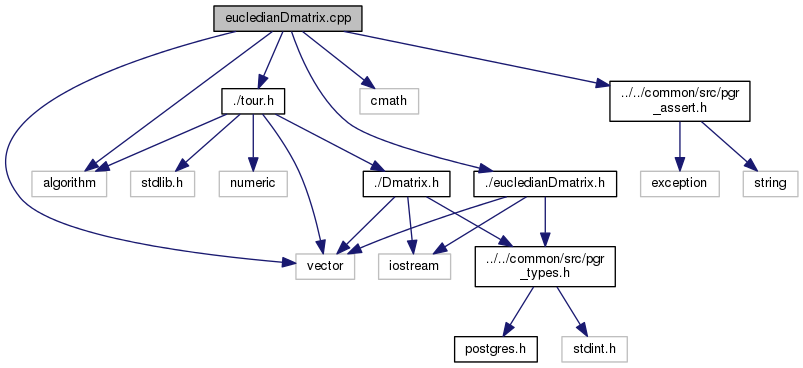 eucledianDmatrix.cpp
./tour.h
cmath
../../common/src/pgr
_assert.h
algorithm
stdlib.h
numeric
./Dmatrix.h
./eucledianDmatrix.h
exception
string
vector
iostream
../../common/src/pgr
_types.h
postgres.h
stdint.h